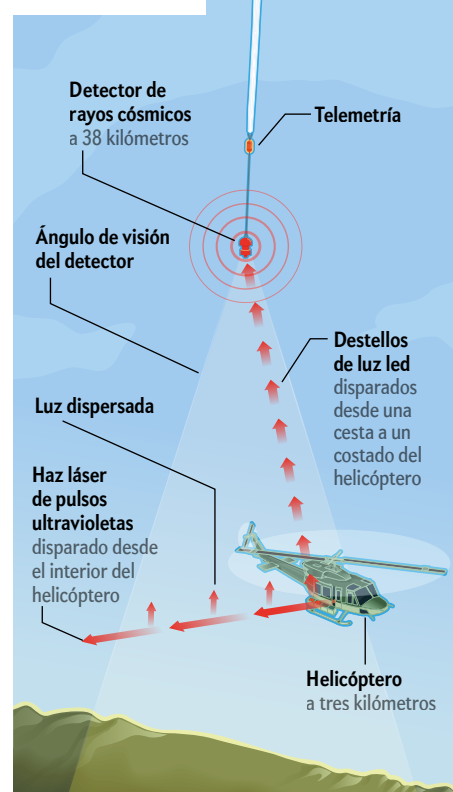 Detector de
rayos cósmicos
a 38 kilómetros
Telemetría
Ángulo de visión
del detector
Destellos
de luz led
disparados
desde una
cesta a un
costado del
helicóptero
Luz dispersada
Haz láser
de pulsos
ultravioletas
disparado desde
el interior del
helicóptero
Helicóptero
a tres kilómetros